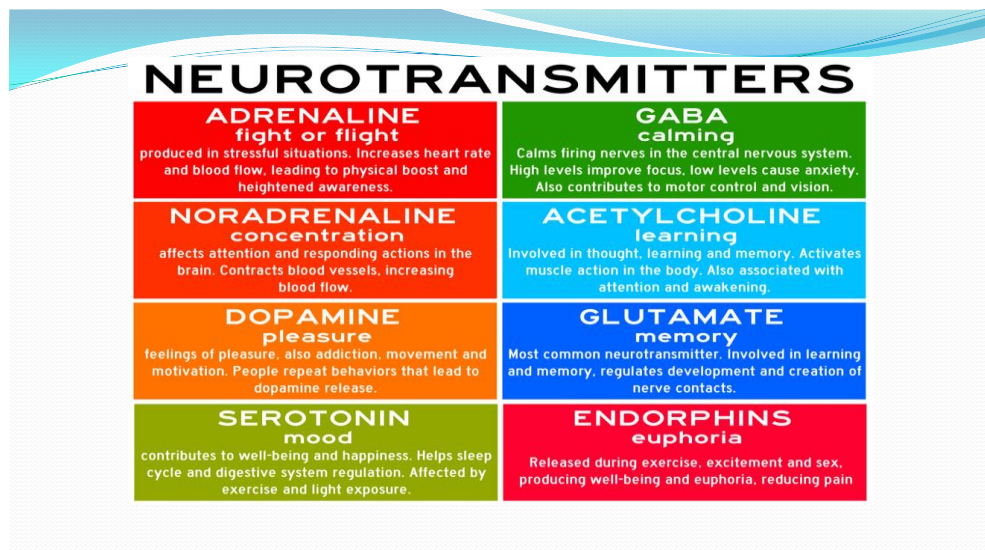 NEUROTRANSMITTERS
ADRENALINE
fight or flight
produced in stressful situations. Increases heart rate
and blood flow, leading to physical boost and
heightened awareness.
GABA
calming
Calms firing nerves in the central nervous system.
High levels improve focus, low levels cause anxiety.
Also contributes to motor control and vision.
NORADRENALINE
concentration
affects attention and responding actions in the
brain. Contracts blood vessels, increasing
blood flow.
ACETYLCHOLINE
learning
Involved in thought, learning and memory. Activates
muscle action in the body. Also associated with
attention and awakening.
DOPAMINE
pleasure
feelings of pleasure, also addiction, movement and
motivation. People repeat behaviors that lead to
dopamine release.
GLUTAMATE
memory
Most common neurotransmitter. Involved in learning
and memory, regulates development and creation of
nerve contacts.
SEROTONIN
mood
contributes to well-being and happiness. Helps sleep
cycle and digestive system regulation. Affected by
exercise and light exposure.
ENDORPHINS
euphoria
Released during exercise, excitement and sex,
producing well-being and euphoria, reducing pain